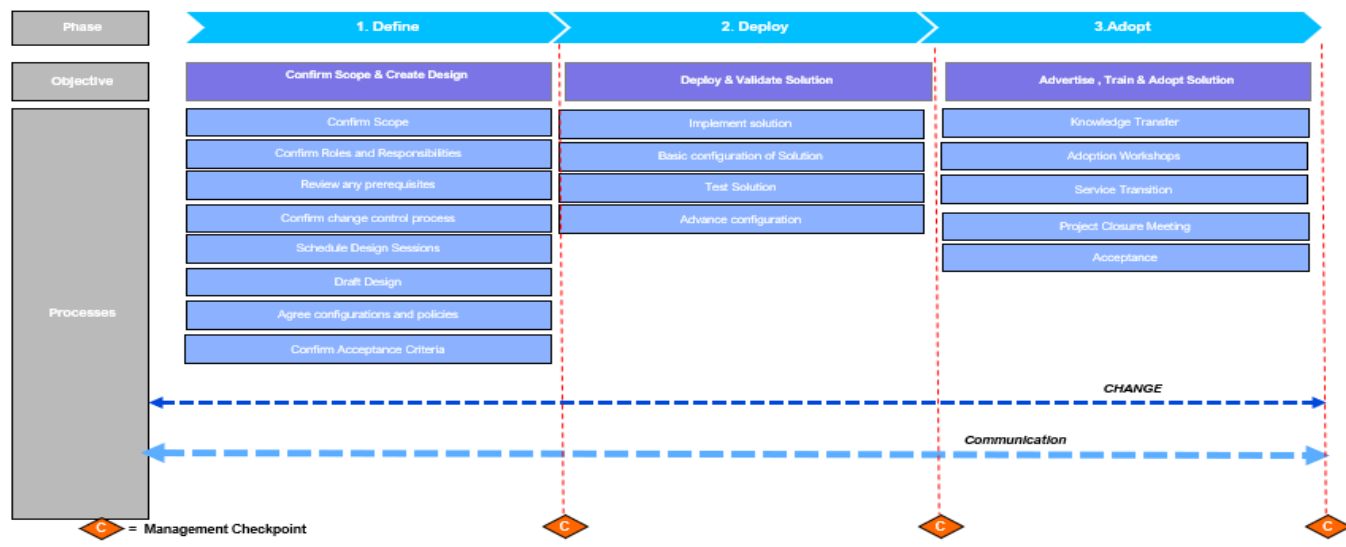 Phase
1. Define
2. Deploy
3.Adopt
Objective
Confirm Scope & Create Design
Deploy & Validate Solution
Advertise , Train & Adopt Solution
Processes
Confirm Scope
Confirm Roles and Responsibilities
Review any prerequisites
Confirm change control process
Schedule Design Sessions
Draft Design
Agree configurations and policies
Confirm Acceptance Criteria
Implement solution
Basic configuration of Solution
Test Solution
Advance configuration
Knowledge Transfer
Adoption Workshops
Service Transition
Project Closure Meeting
Acceptance
CHANGE
Communication
C = Management Checkpoint
C
C
C